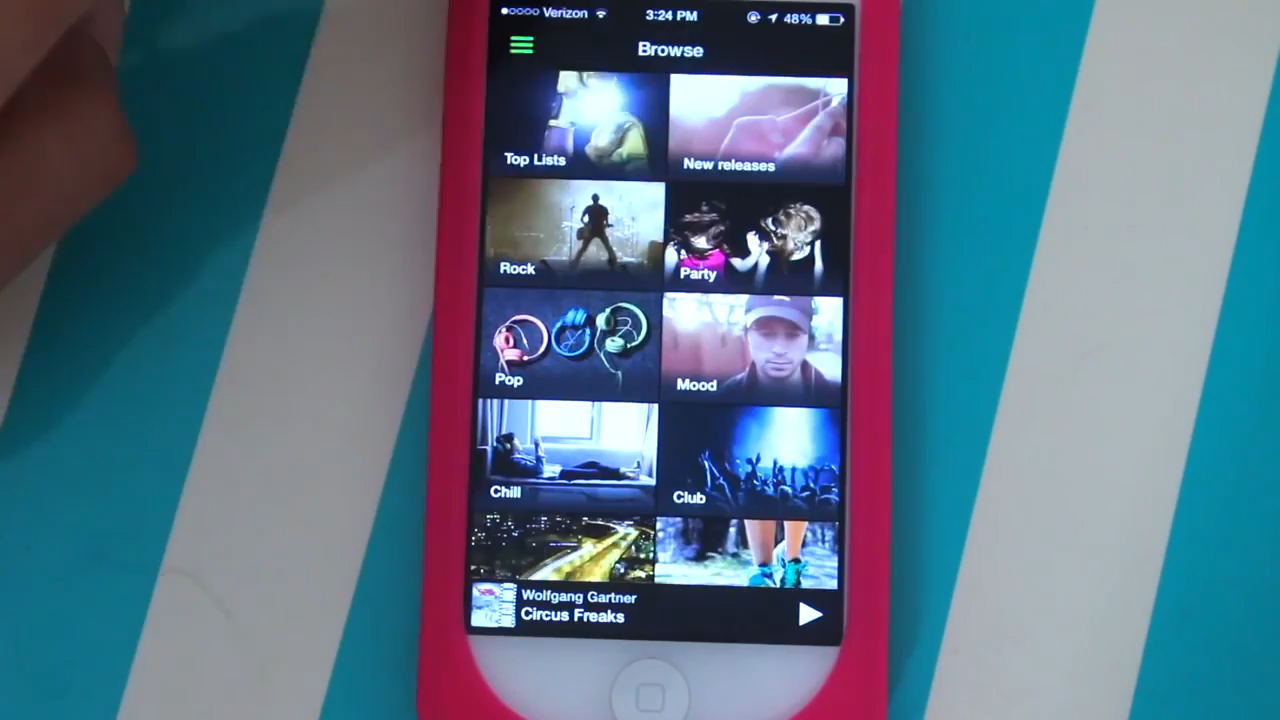 Verizon 3:24 PM 48%
Browse
Top Lists
New releases
Rock
Party
Pop
Mood
Chill
Club
Wolfgang Gartner
Circus Freaks